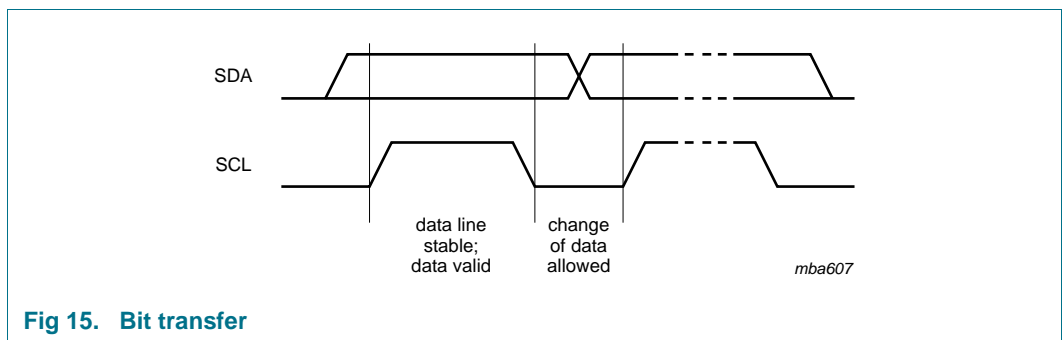 SDA
SCL
data line
stable;
data valid
change
of data
allowed
mba607
Fig 15. Bit transfer